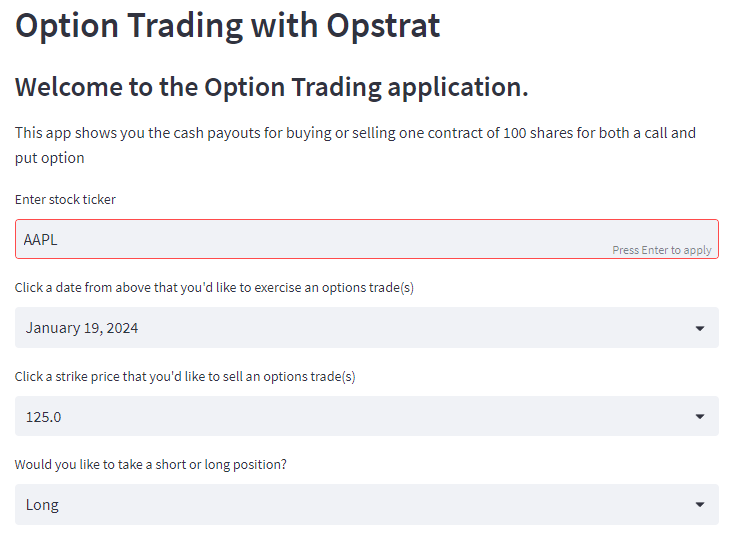 Option Trading with Opstrat
Welcome to the Option Trading application.
This app shows you the cash payouts for buying or selling one contract of 100 shares for both a call and
put option
Enter stock ticker
AAPL
Press Enter to apply
Click a date from above that you'd like to exercise an options trade(s)
January 19, 2024
Click a strike price that you'd like to sell an options trade(s)
125.0
Would you like to take a short or long position?
Long